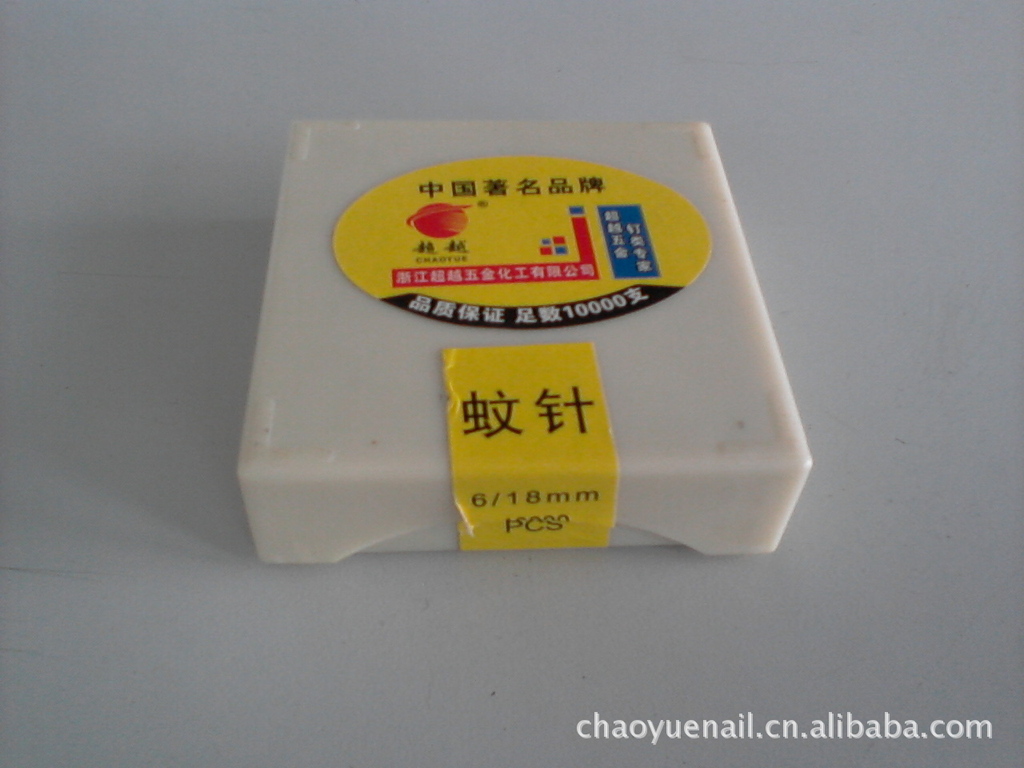 中国著名品牌
®
超越
CHAOYUE
超越五金
钉类专家
浙江超越五金化工有限公司
品质保证 足数10000支
蚊针
6/18mm
PCS
chaoyuenail.cn.alibaba.com